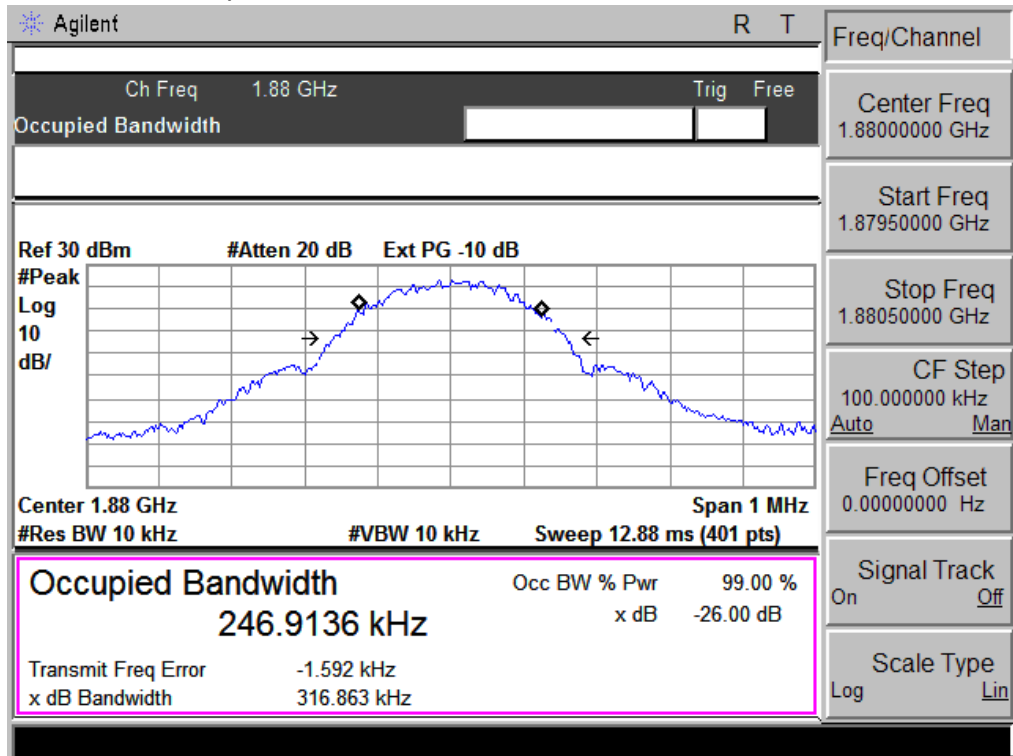 Agilent R T
Ch Freq 1.88 GHz Trig Free
Occupied Bandwidth
Ref 30 dBm #Atten 20 dB Ext PG -10 dB
#Peak
Log
10
dB/
Center 1.88 GHz Span 1 MHz
#Res BW 10 kHz #VBW 10 kHz Sweep 12.88 ms (401 pts)
Occupied Bandwidth Occ BW % Pwr 99.00 %
246.9136 kHz x dB -26.00 dB
Transmit Freq Error -1.592 kHz
x dB Bandwidth 316.863 kHz
Freq/Channel
Center Freq
1.88000000 GHz
Start Freq
1.87950000 GHz
Stop Freq
1.88050000 GHz
CF Step
100.000000 kHz
Auto Man
Freq Offset
0.00000000 Hz
Signal Track
On Off
Scale Type
Log Lin